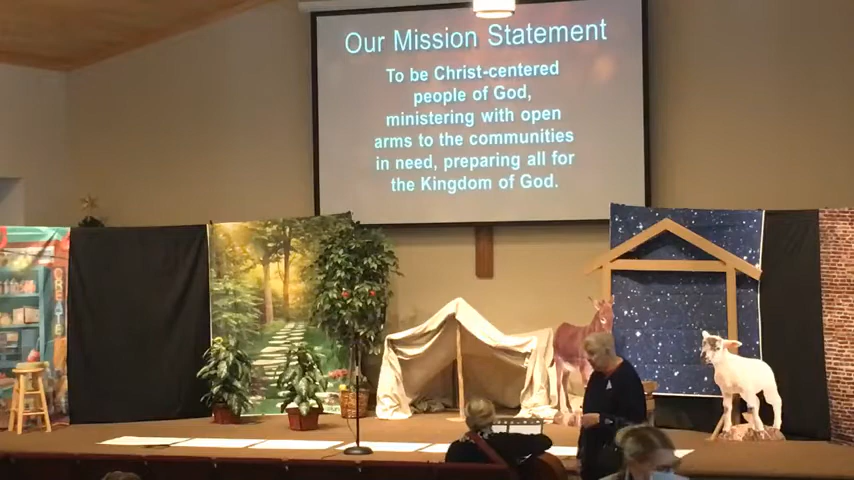 Our Mission Statement
To be Christ-centered
people of God,
ministering with open
arms to the communities
in need, preparing all for
the Kingdom of God.
CREATE